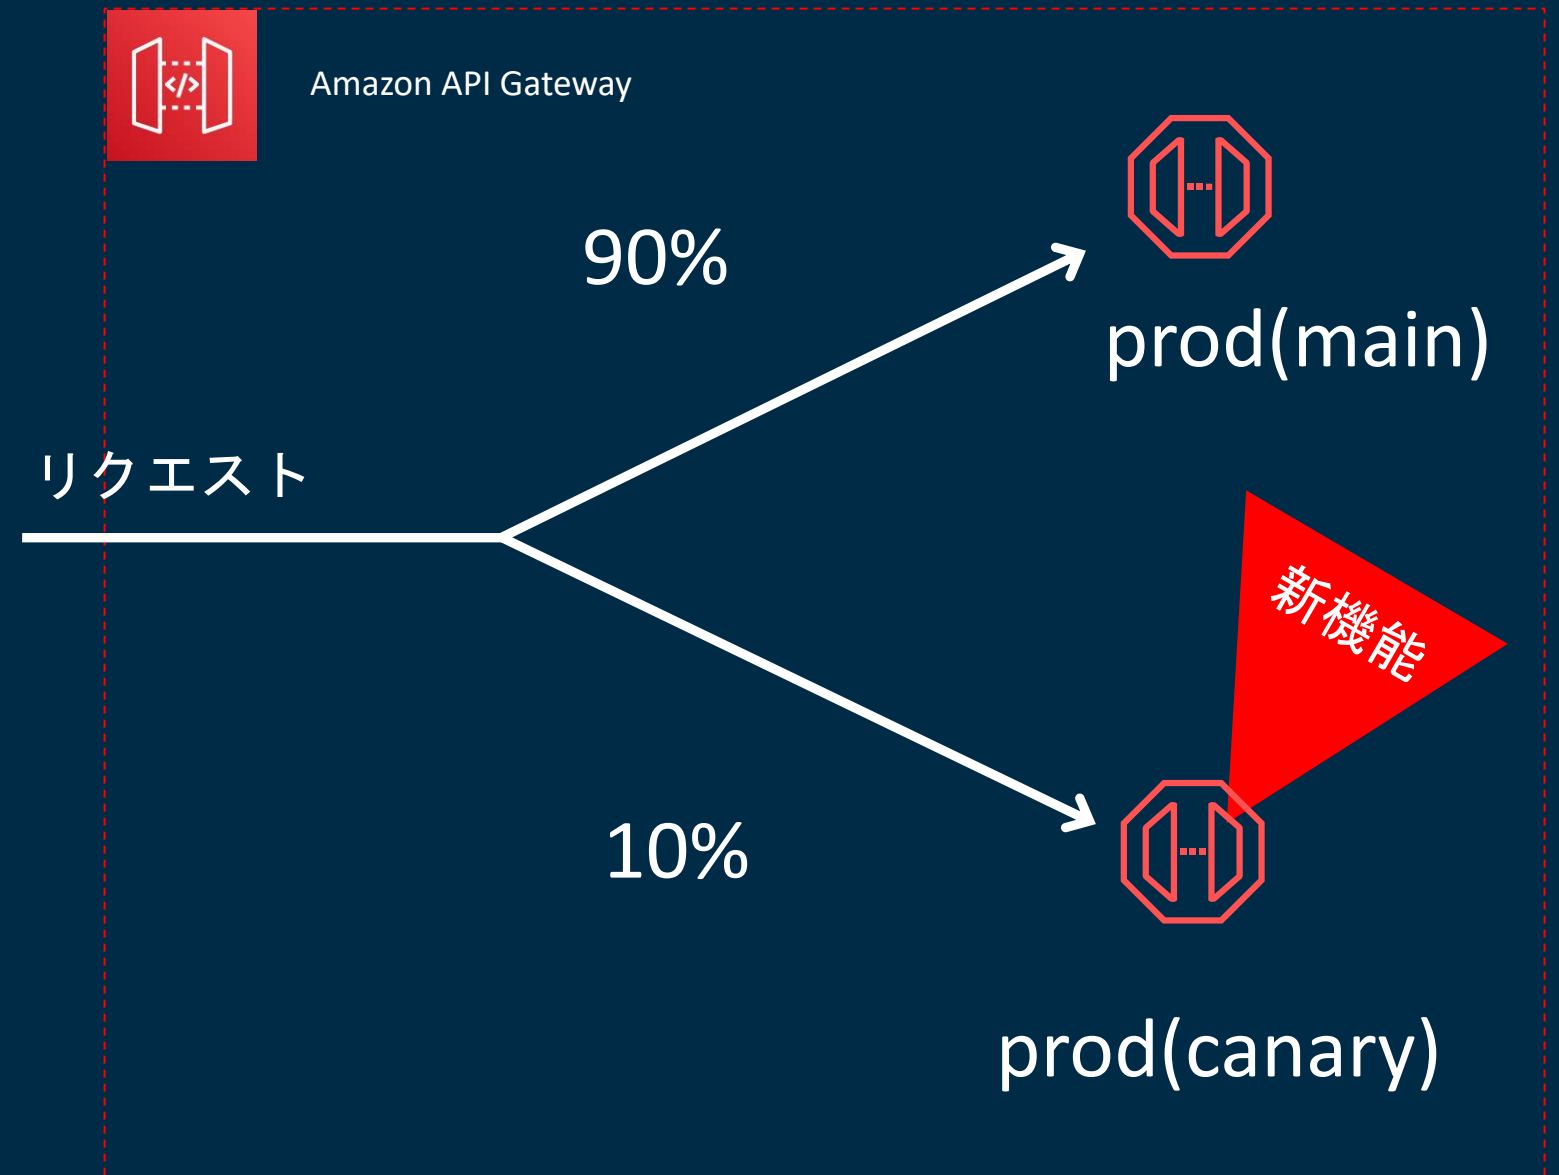 Amazon API Gateway
90%
prod(main)
リクエスト
新機能
10%
prod(canary)